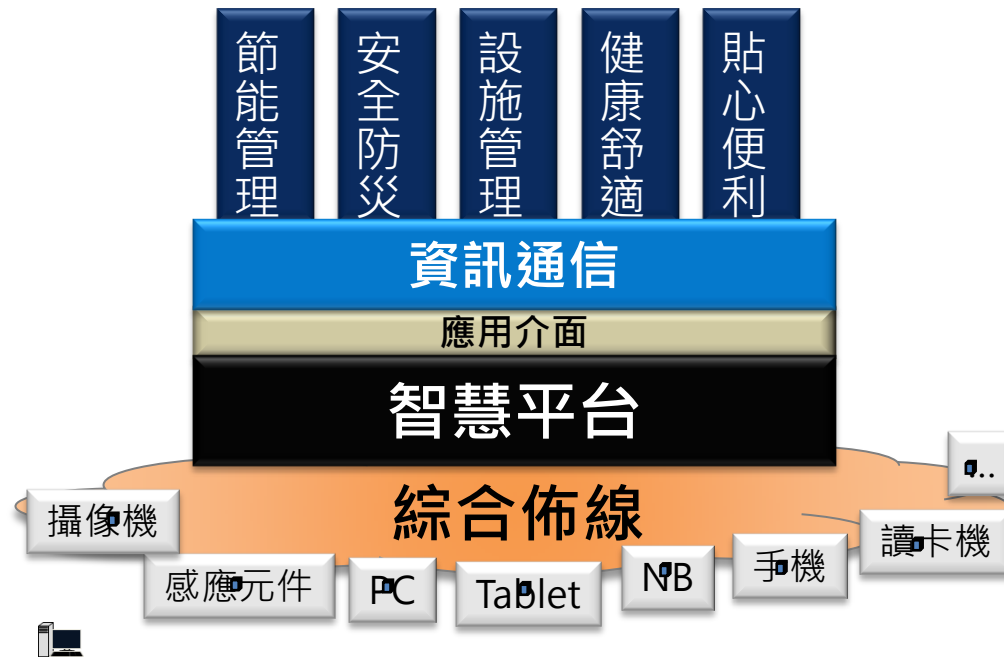 節能管理
安全防災
設施管理
健康舒適
貼心便利
資訊通信
應用介面
智慧平台
綜合佈線
...
攝像機
感應元件
PC
Tablet
NB
手機
讀卡機